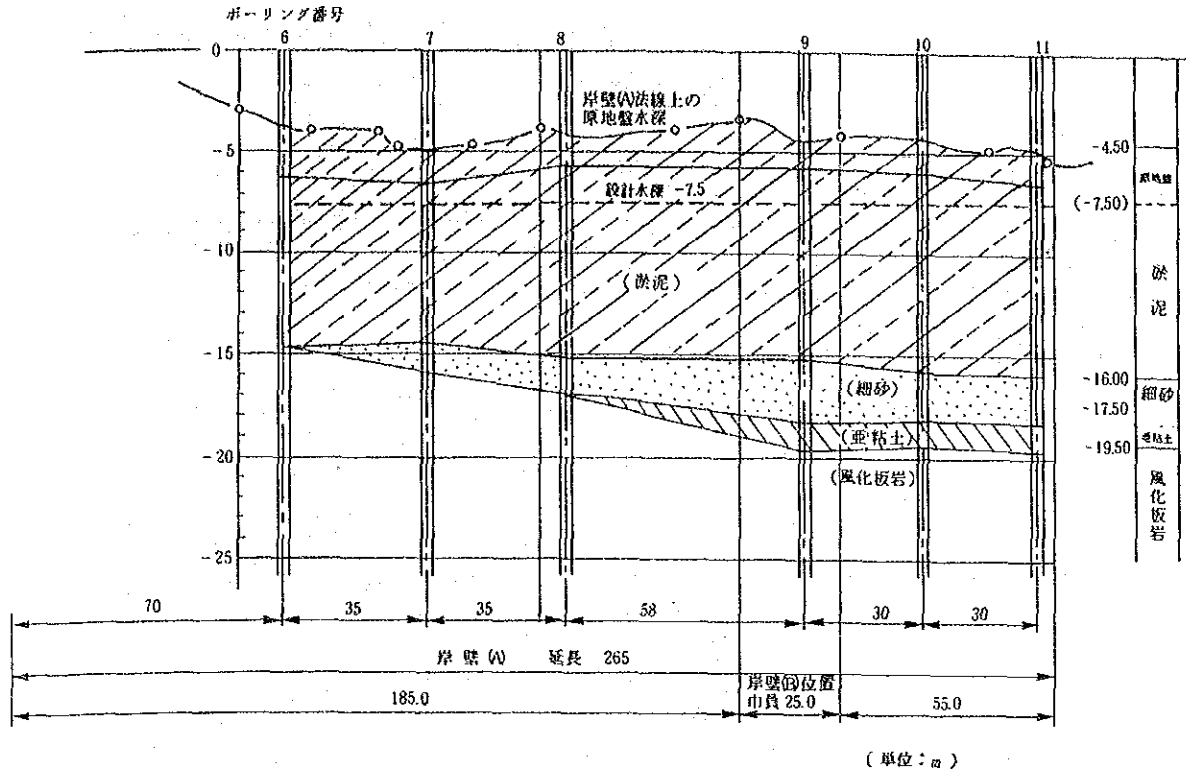 ボーリング番号
6 7 8 9 10 11
0
岸壁(A)法線上の
原地盤水深
-5
-4.50
原地盤
設計水深 -7.5
(-7.50)
-10
(淤泥)
淤泥
-15
-16.00
(細砂)
細砂
-17.50
(亜粘土)
亜粘土
-19.50
-20
(風化板岩)
風化板岩
-25
70 35 35 58 30 30
岸壁(A) 延長 265
185.0
岸壁(B)位置
巾員 25.0
55.0
(単位：m)